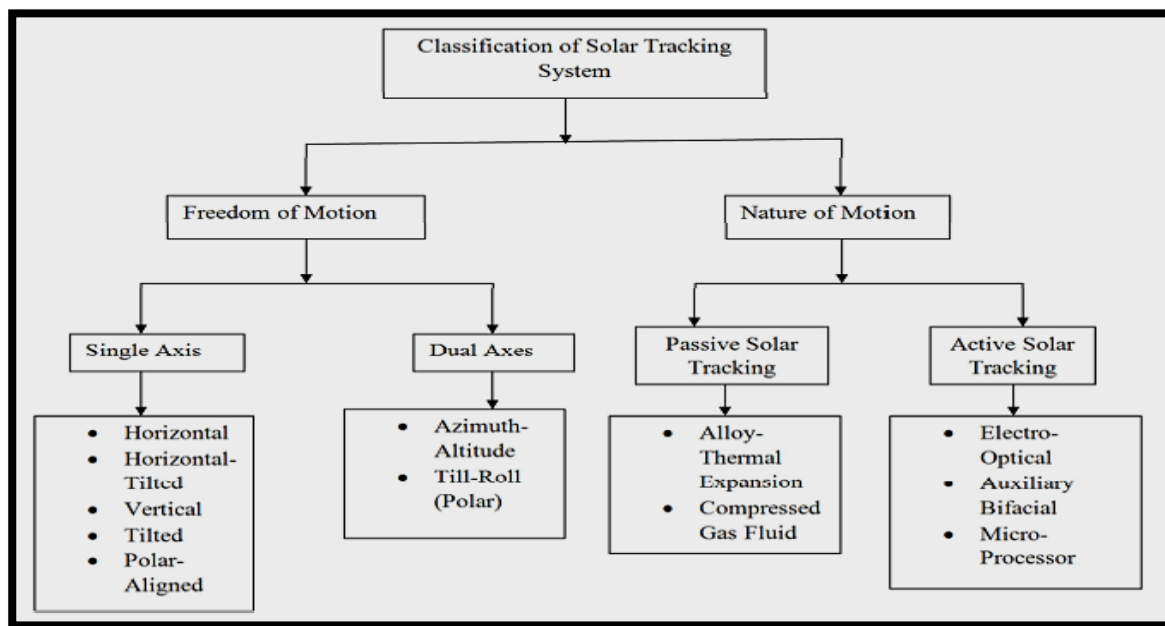 Classification of Solar Tracking
System
Freedom of Motion
Nature of Motion
Single Axis
Dual Axes
Passive Solar
Tracking
Active Solar
Tracking
• Horizontal
• Horizontal-
Tilted
• Vertical
• Tilted
• Polar-
Aligned
• Azimuth-
Altitude
• Till-Roll
(Polar)
• Alloy-
Thermal
Expansion
• Compressed
Gas Fluid
• Electro-
Optical
• Auxiliary
Bifacial
• Micro-
Processor